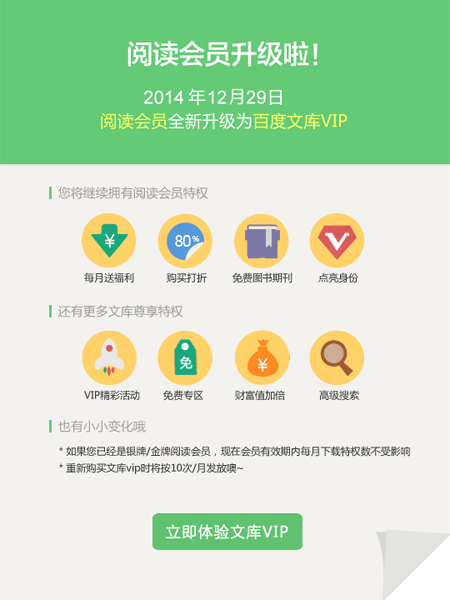 阅读会员升级啦！
2014年12月29日
阅读会员全新升级为百度文库VIP
您将继续拥有阅读会员特权
¥
80%
每月送福利 购买打折 免费图书期刊 点亮身份
还有更多文库尊享特权
免
¥
VIP精彩活动 免费专区 财富值加倍 高级搜索
也有小小变化哦
* 如果您已经是银牌/金牌阅读会员，现在会员有效期内每月下载特权数不受影响
* 重新购买文库vip时将按10次/月发放噢~
立即体验文库VIP